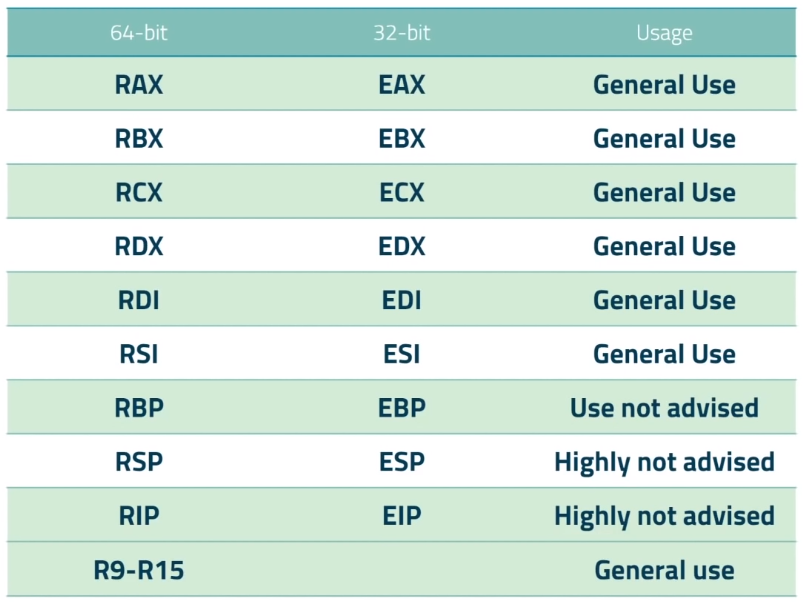 64-bit 32-bit Usage
RAX EAX General Use
RBX EBX General Use
RCX ECX General Use
RDX EDX General Use
RDI EDI General Use
RSI ESI General Use
RBP EBP Use not advised
RSP ESP Highly not advised
RIP EIP Highly not advised
R9-R15 General use